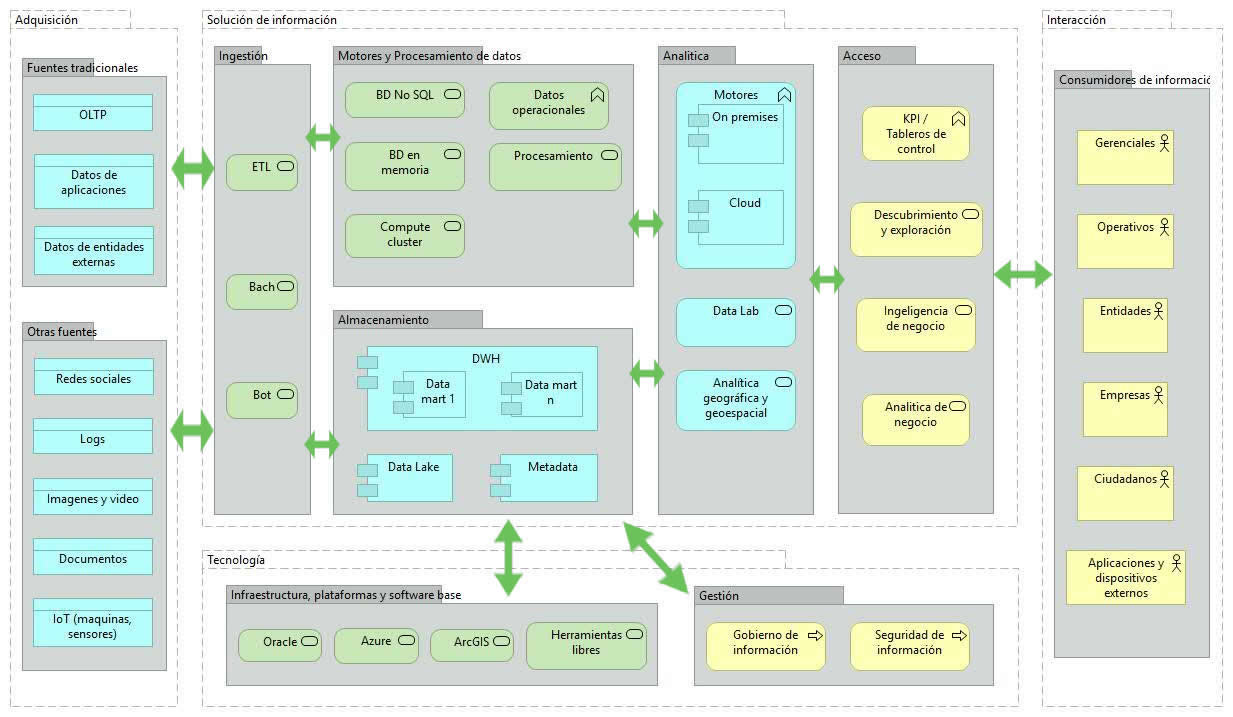 Adquisición
Fuentes tradicionales
OLTP
Datos de
aplicaciones
Datos de entidades
externas
Otras fuentes
Redes sociales
Logs
Imagenes y video
Documentos
IoT (maquinas,
sensores)
Solución de información
Ingestión
ETL
Bach
Bot
Motores y Procesamiento de datos
BD No SQL
Datos
operacionales
BD en
memoria
Procesamiento
Compute
cluster
Almacenamiento
DWH
Data
mart 1
Data mart
n
Data Lake
Metadata
Analítica
Motores
On premises
Cloud
Data Lab
Analítica
geográfica y
geoespacial
Acceso
KPI /
Tableros de
control
Descubrimiento
y exploración
Ingeligencia
de negocio
Analitica de
negocio
Tecnología
Infraestructura, plataformas y software base
Oracle
Azure
ArcGIS
Herramientas
libres
Gestión
Gobierno de
información
Seguridad de
información
Interacción
Consumidores de informació
Gerenciales
Operativos
Entidades
Empresas
Ciudadanos
Aplicaciones y
dispositivos
externos